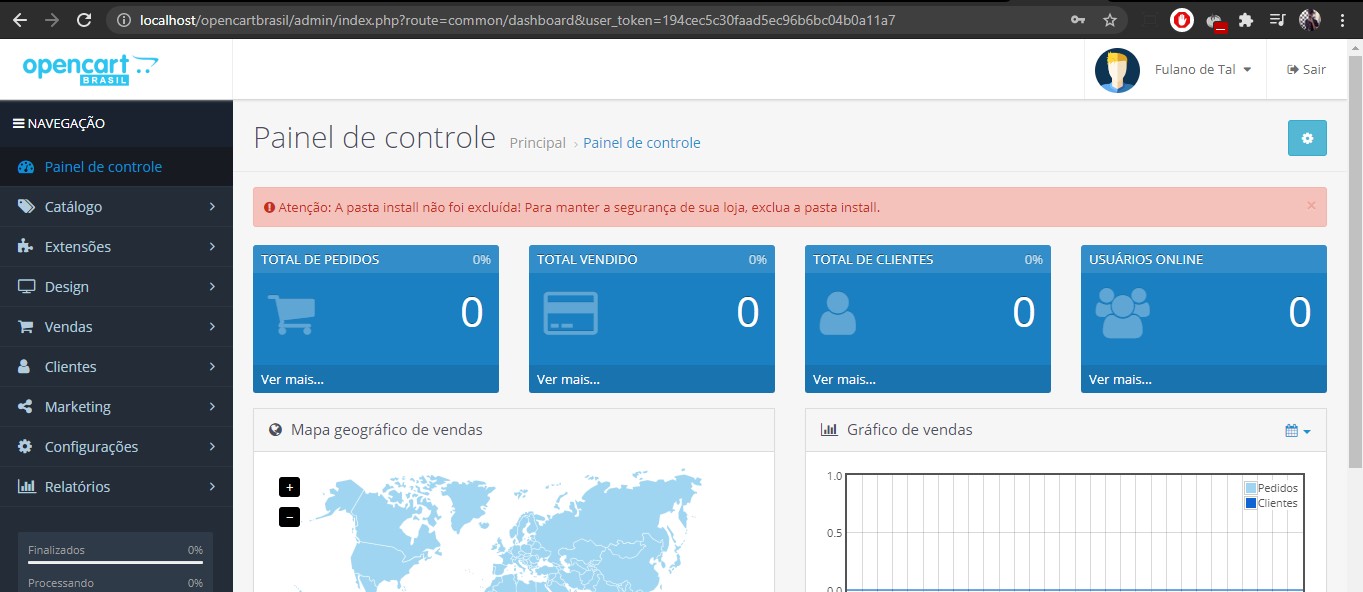 localhost/opencartbrasil/admin/index.php?route=common/dashboard&user_token=194cec5c30faad5ec96b6bc04b0a11a7
opencart
BRASIL
Fulano de Tal
Sair
NAVEGAÇÃO
Painel de controle
Catálogo
Extensões
Design
Vendas
Clientes
Marketing
Configurações
Relatórios
Finalizados 0%
Processando 0%
Painel de controle
Principal › Painel de controle
Atenção: A pasta install não foi excluída! Para manter a segurança de sua loja, exclua a pasta install. ×
TOTAL DE PEDIDOS 0%
0
Ver mais...
TOTAL VENDIDO 0%
0
Ver mais...
TOTAL DE CLIENTES 0%
0
Ver mais...
USUÁRIOS ONLINE
0
Ver mais...
Mapa geográfico de vendas
+
−
Gráfico de vendas
1.0
0.5
0.0
Pedidos
Clientes